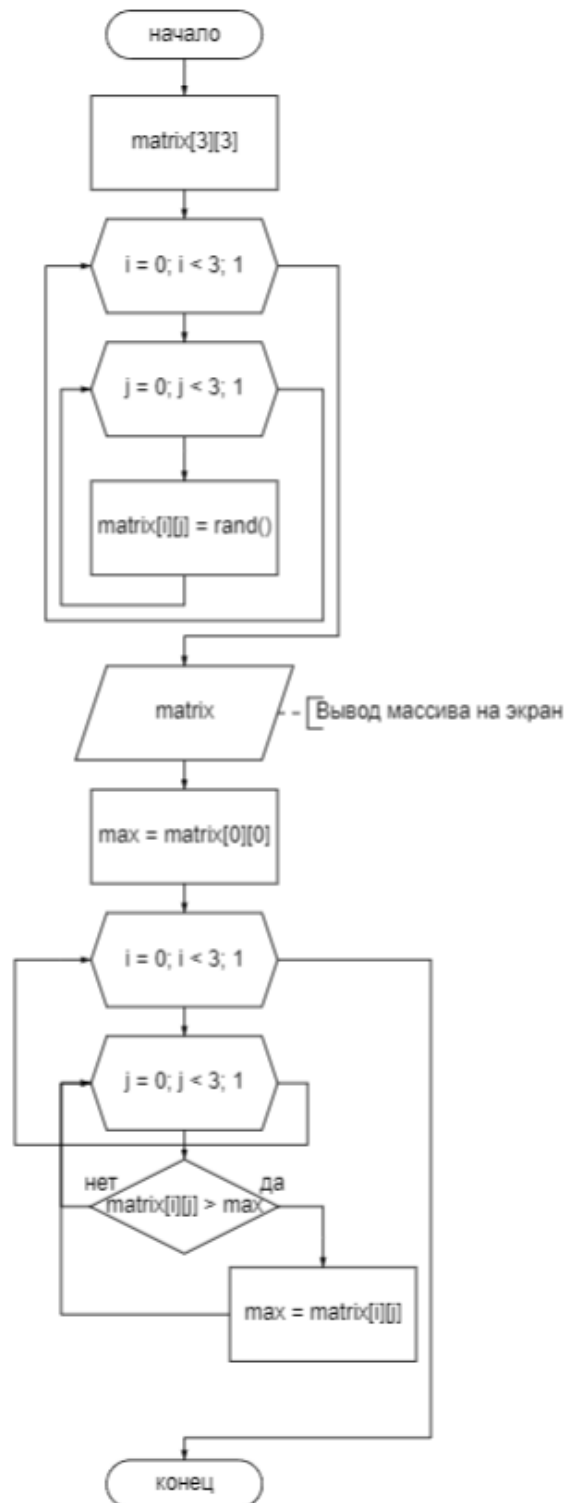 начало
matrix[3][3]
i = 0; i < 3; 1
j = 0; j < 3; 1
matrix[i][j] = rand()
matrix
Вывод массива на экран
max = matrix[0][0]
i = 0; i < 3; 1
j = 0; j < 3; 1
нет
да
matrix[i][j] > max
max = matrix[i][j]
конец